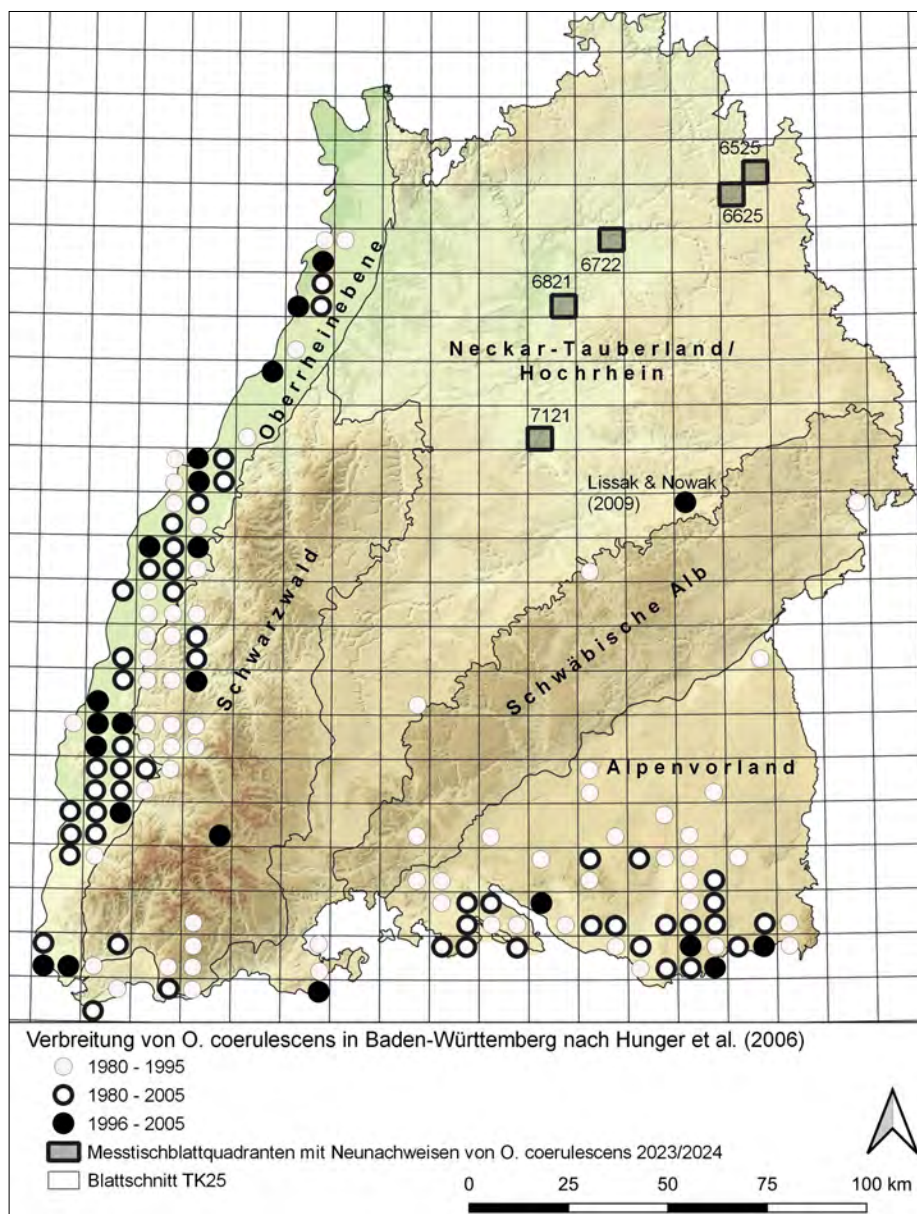 6525
6625
6722
6821
Oberrheinebene
Neckar-Tauberland/
Hochrhein
7121
Lissak & Nowak
(2009)
Schwarzwald
Schwäbische Alb
Alpenvorland
Verbreitung von O. coerulescens in Baden-Württemberg nach Hunger et al. (2006)
1980 - 1995
1980 - 2005
1996 - 2005
Messtischblattquadranten mit Neunachweisen von O. coerulescens 2023/2024
Blattschnitt TK25
0 25 50 75 100 km